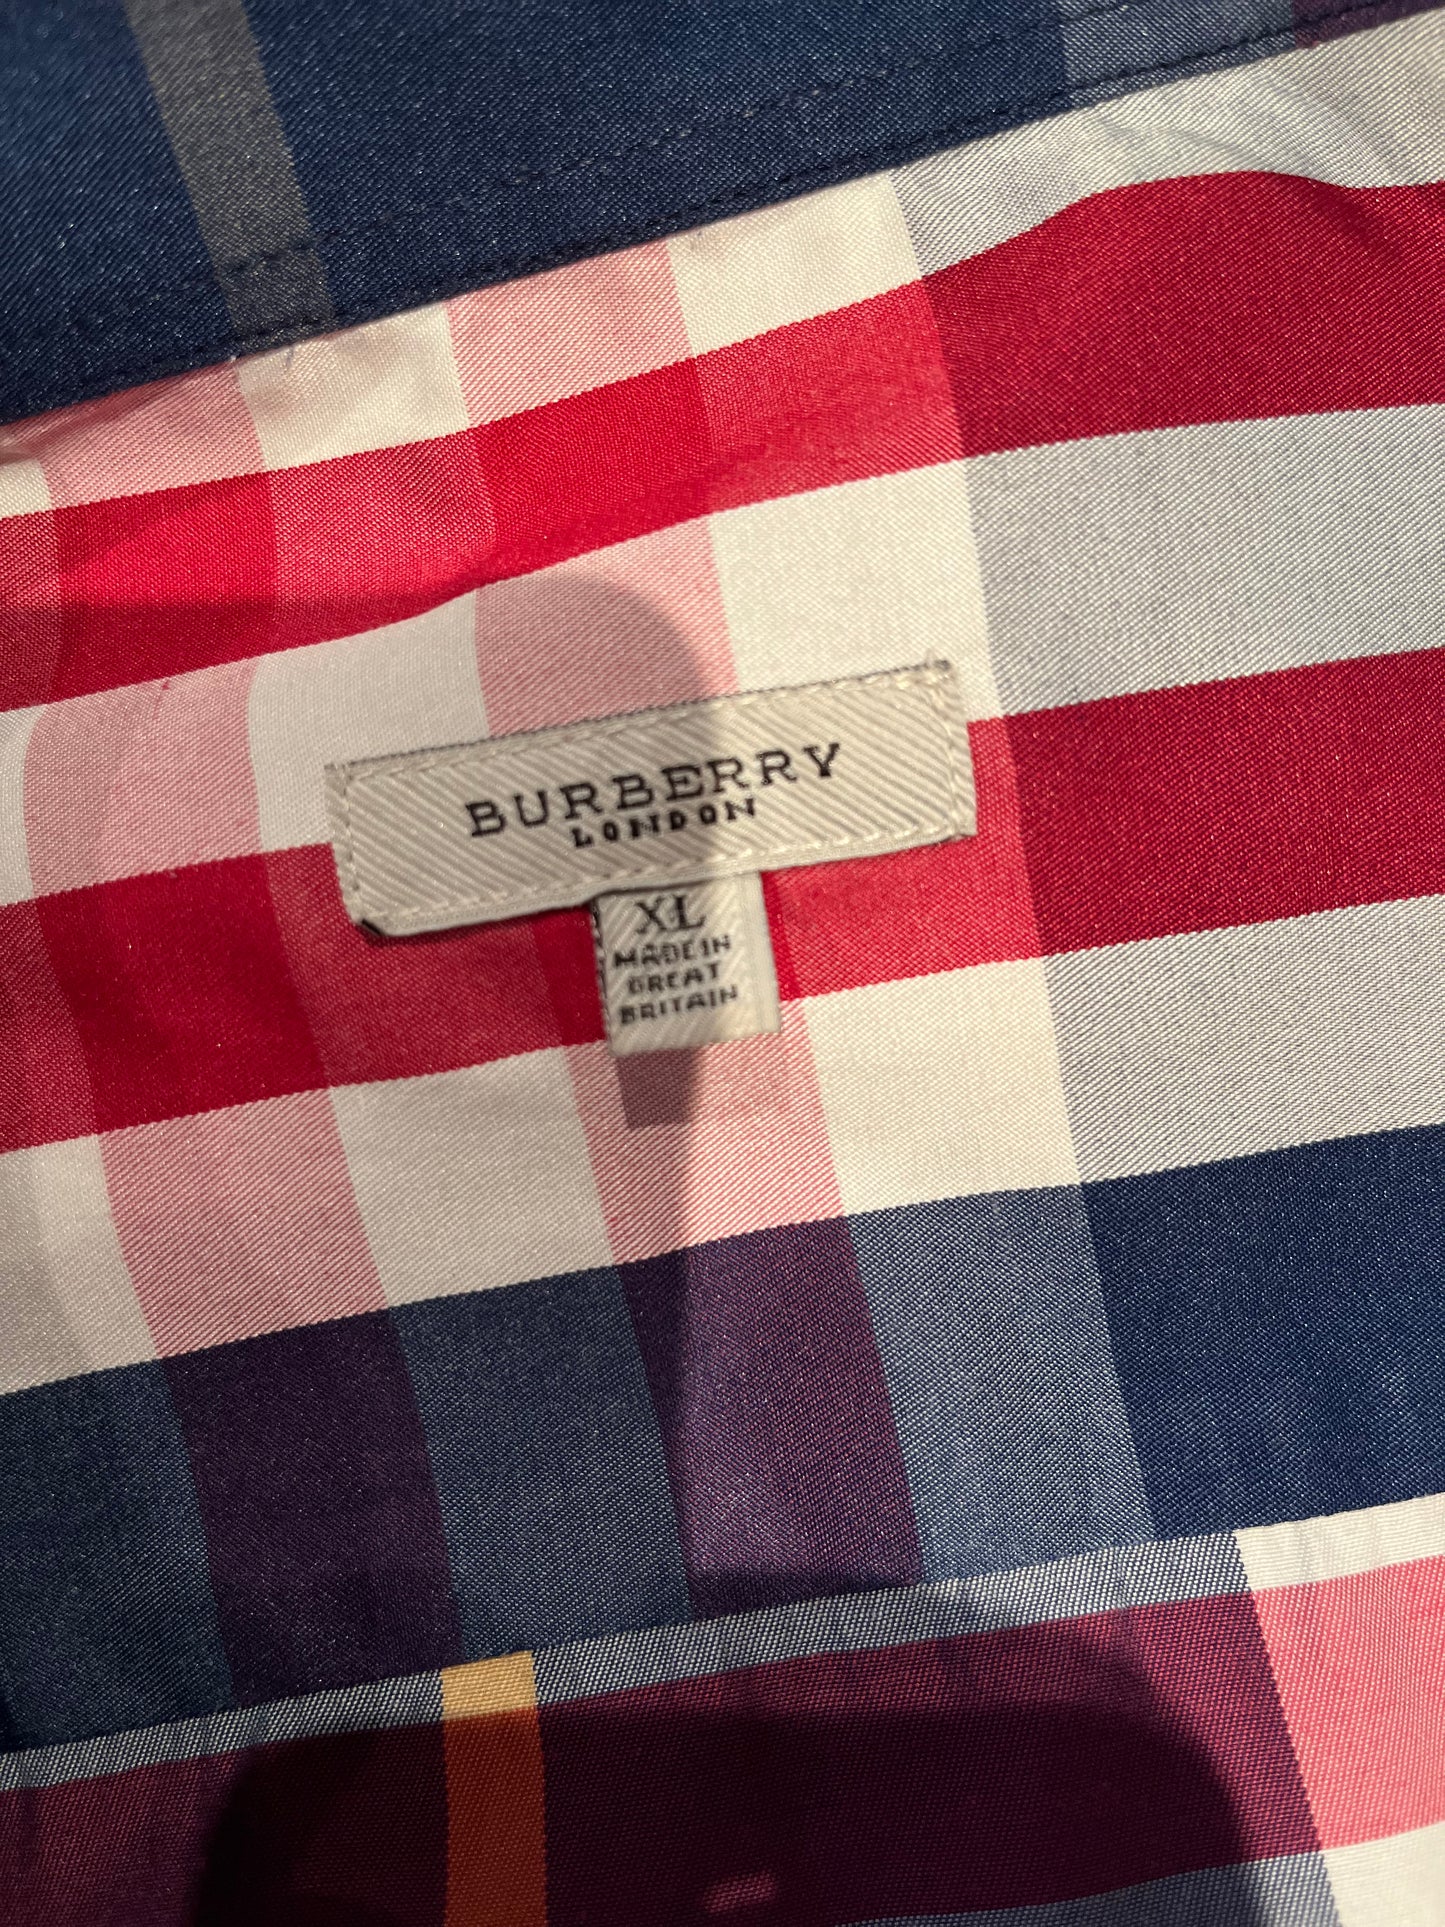 BURBERRY
LONDON
XL
MADE IN
GREAT
BRITAIN